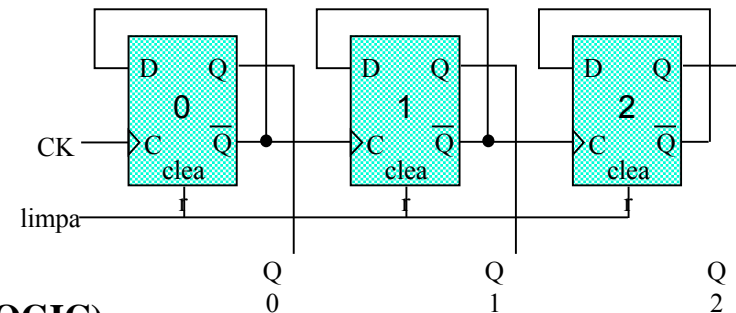 D Q D Q D Q
0 1 2
CK C Q C Q C Q
clea clea clea
r r r
limpa
Q Q Q
0 1 2
OGIC)